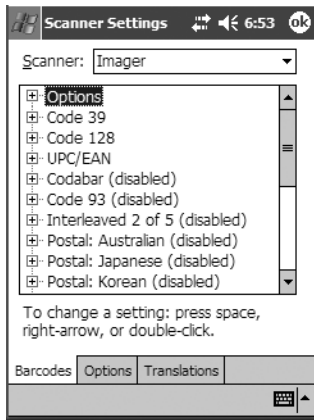 Scanner Settings 6:53 ok
Scanner: Imager
Options
Code 39
Code 128
UPC/EAN
Codabar (disabled)
Code 93 (disabled)
Interleaved 2 of 5 (disabled)
Postal: Australian (disabled)
Postal: Japanese (disabled)
Postal: Korean (disabled)
To change a setting: press space,
right-arrow, or double-click.
Barcodes Options Translations